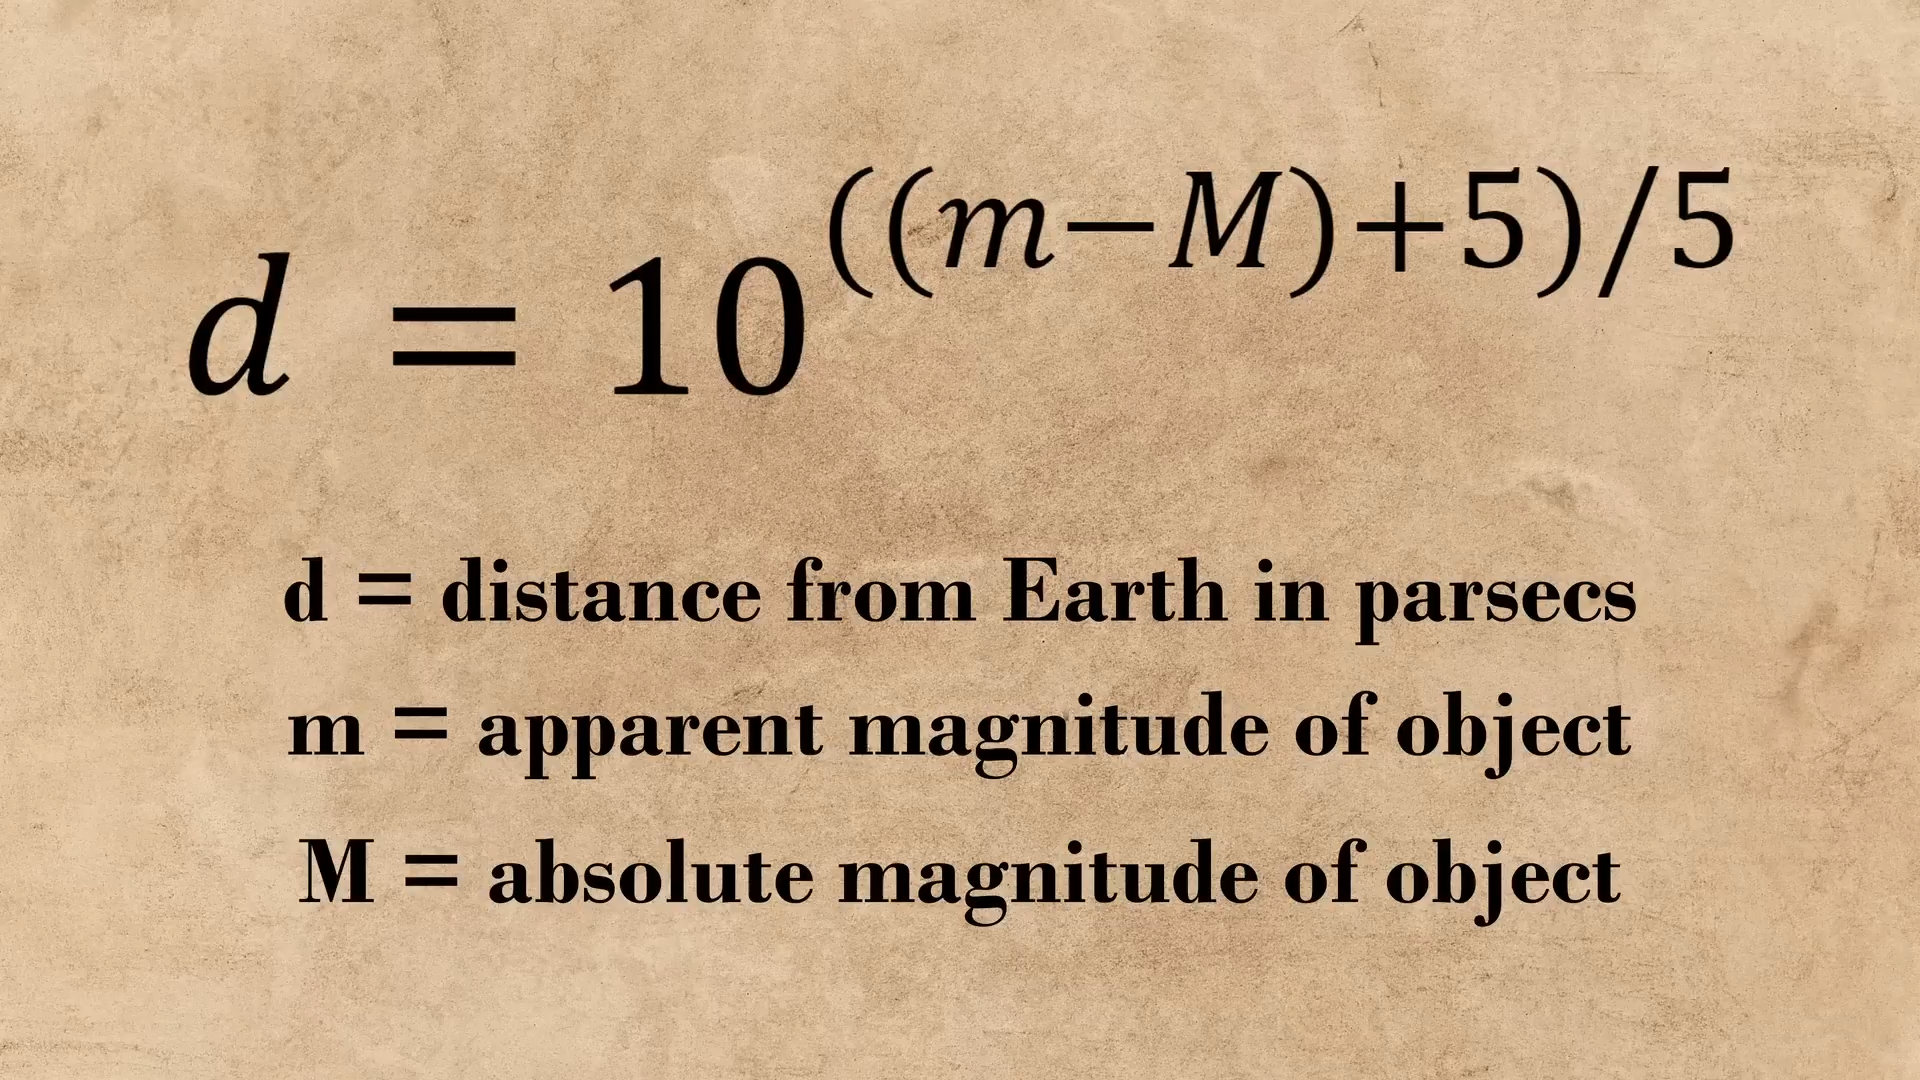 d = 10^((m−M)+5)/5
d = distance from Earth in parsecs
m = apparent magnitude of object
M = absolute magnitude of object